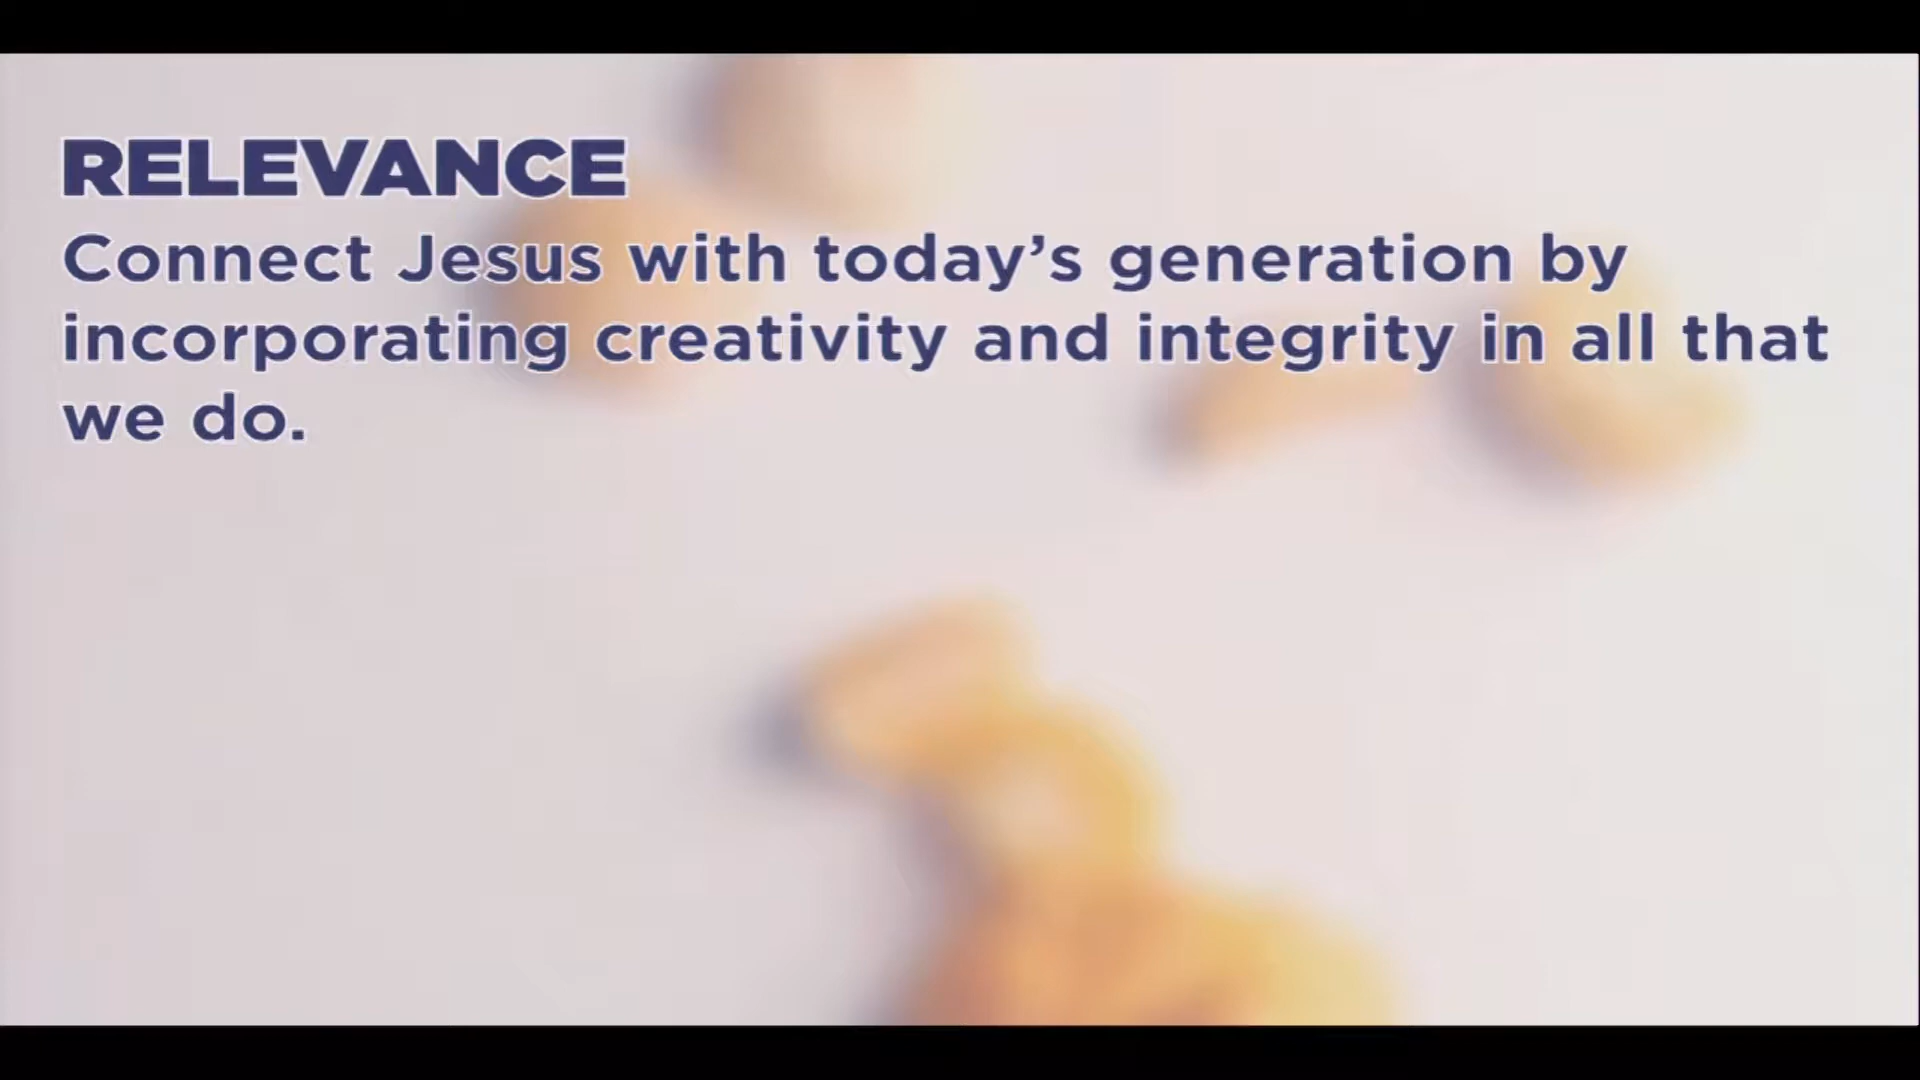 RELEVANCE
Connect Jesus with today’s generation by
incorporating creativity and integrity in all that
we do.